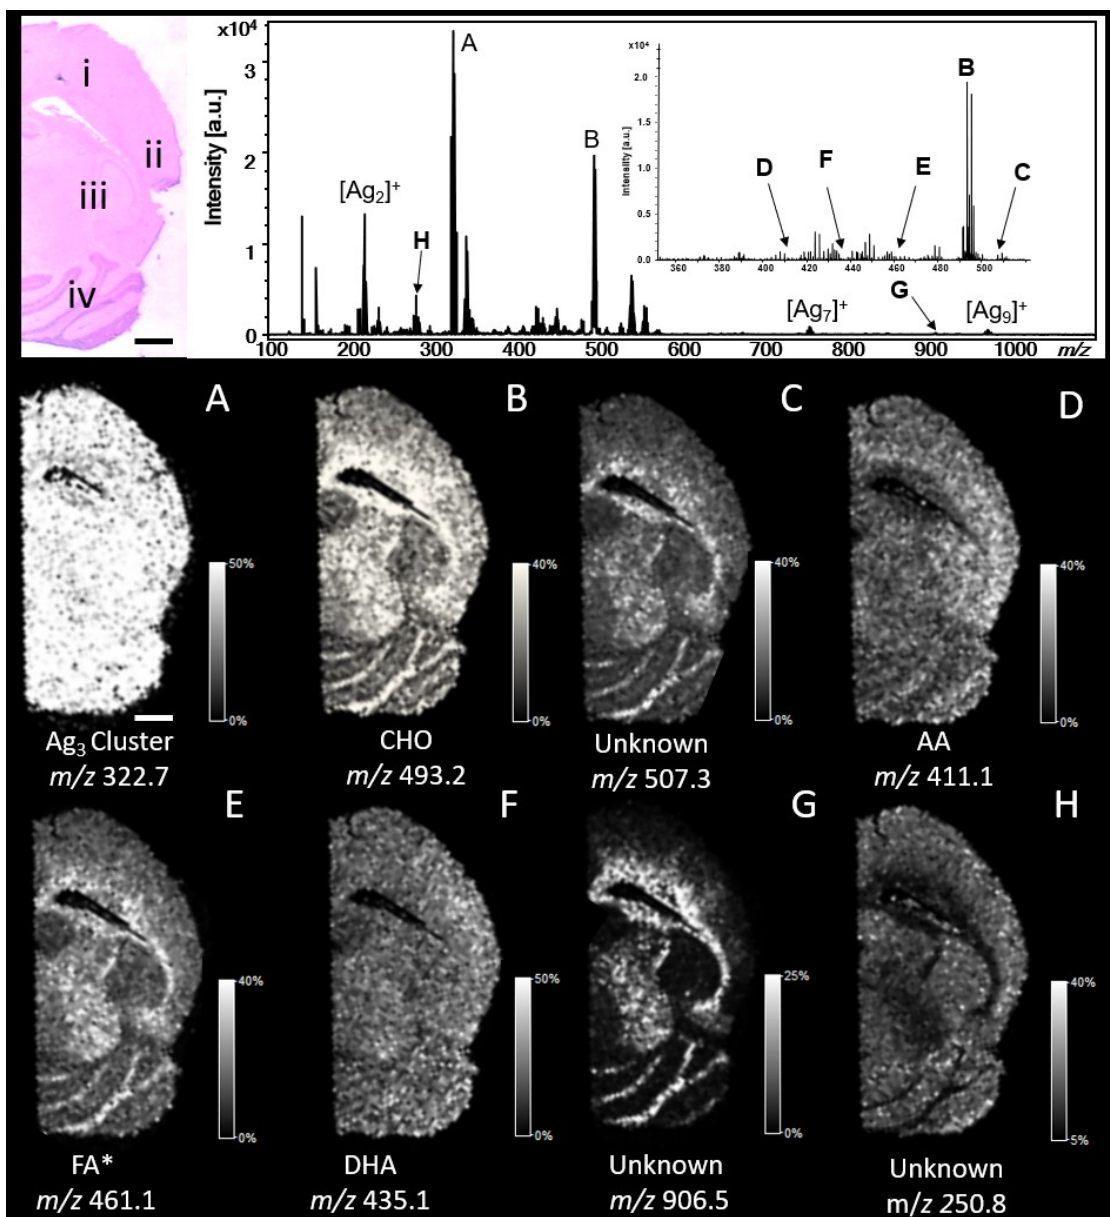 i
ii
iii
iv
x10⁴
3
2
1
0
Intensity [a.u.]
A
B
[Ag₂]⁺
H
[Ag₇]⁺
G
[Ag₉]⁺
100 200 300 400 500 600 700 800 900 1000 m/z
x10⁴
2.0
1.5
1.0
0.5
0.0
Intensity [a.u.]
B
D
F
E
C
360 380 400 420 440 460 480 500
A
50%
0%
Ag₃ Cluster
m/z 322.7
B
40%
0%
CHO
m/z 493.2
C
40%
0%
Unknown
m/z 507.3
D
40%
0%
AA
m/z 411.1
E
40%
0%
FA*
m/z 461.1
F
50%
0%
DHA
m/z 435.1
G
25%
0%
Unknown
m/z 906.5
H
40%
5%
Unknown
m/z 250.8